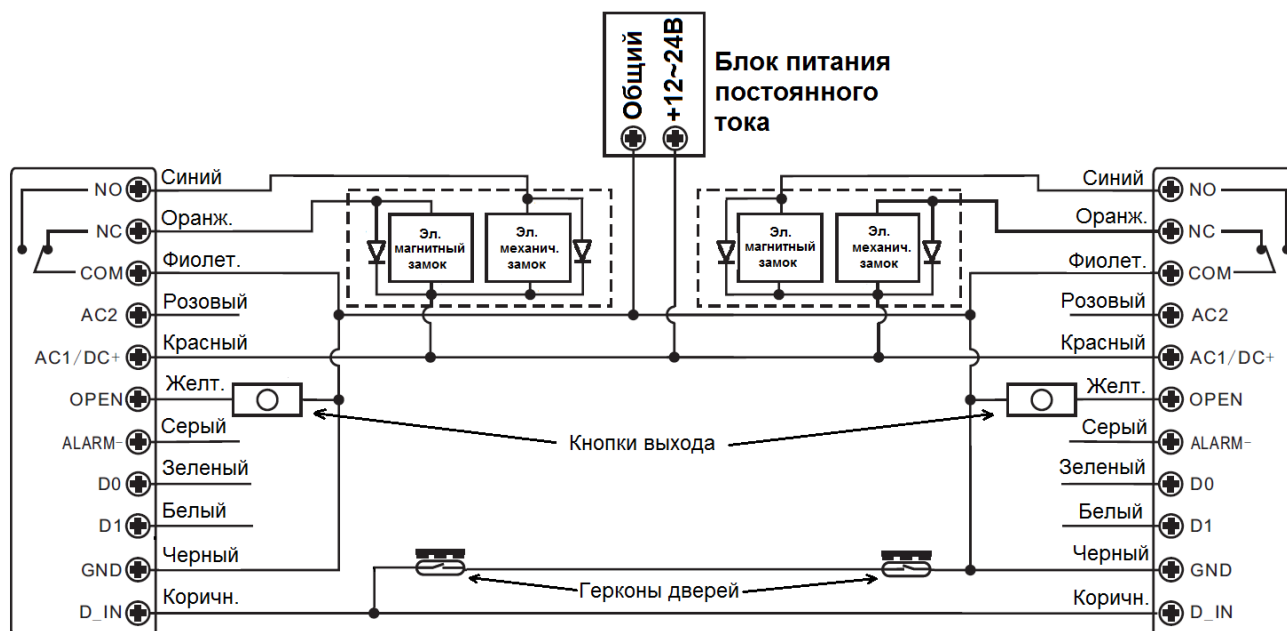 Общий
+12~24В
Блок питания
постоянного
тока
NO
Синий
NC
Оранж.
COM
Фиолет.
AC2
Розовый
AC1/DC+
Красный
OPEN
Желт.
ALARM-
Серый
D0
Зеленый
D1
Белый
GND
Черный
D_IN
Коричн.
Эл.
магнитный
замок
Эл.
механич.
замок
Эл.
магнитный
замок
Эл.
механич.
замок
Кнопки выхода
Герконы дверей
Синий
NO
Оранж.
NC
Фиолет.
COM
Розовый
AC2
Красный
AC1/DC+
Желт.
OPEN
Серый
ALARM-
Зеленый
D0
Белый
D1
Черный
GND
Коричн.
D_IN